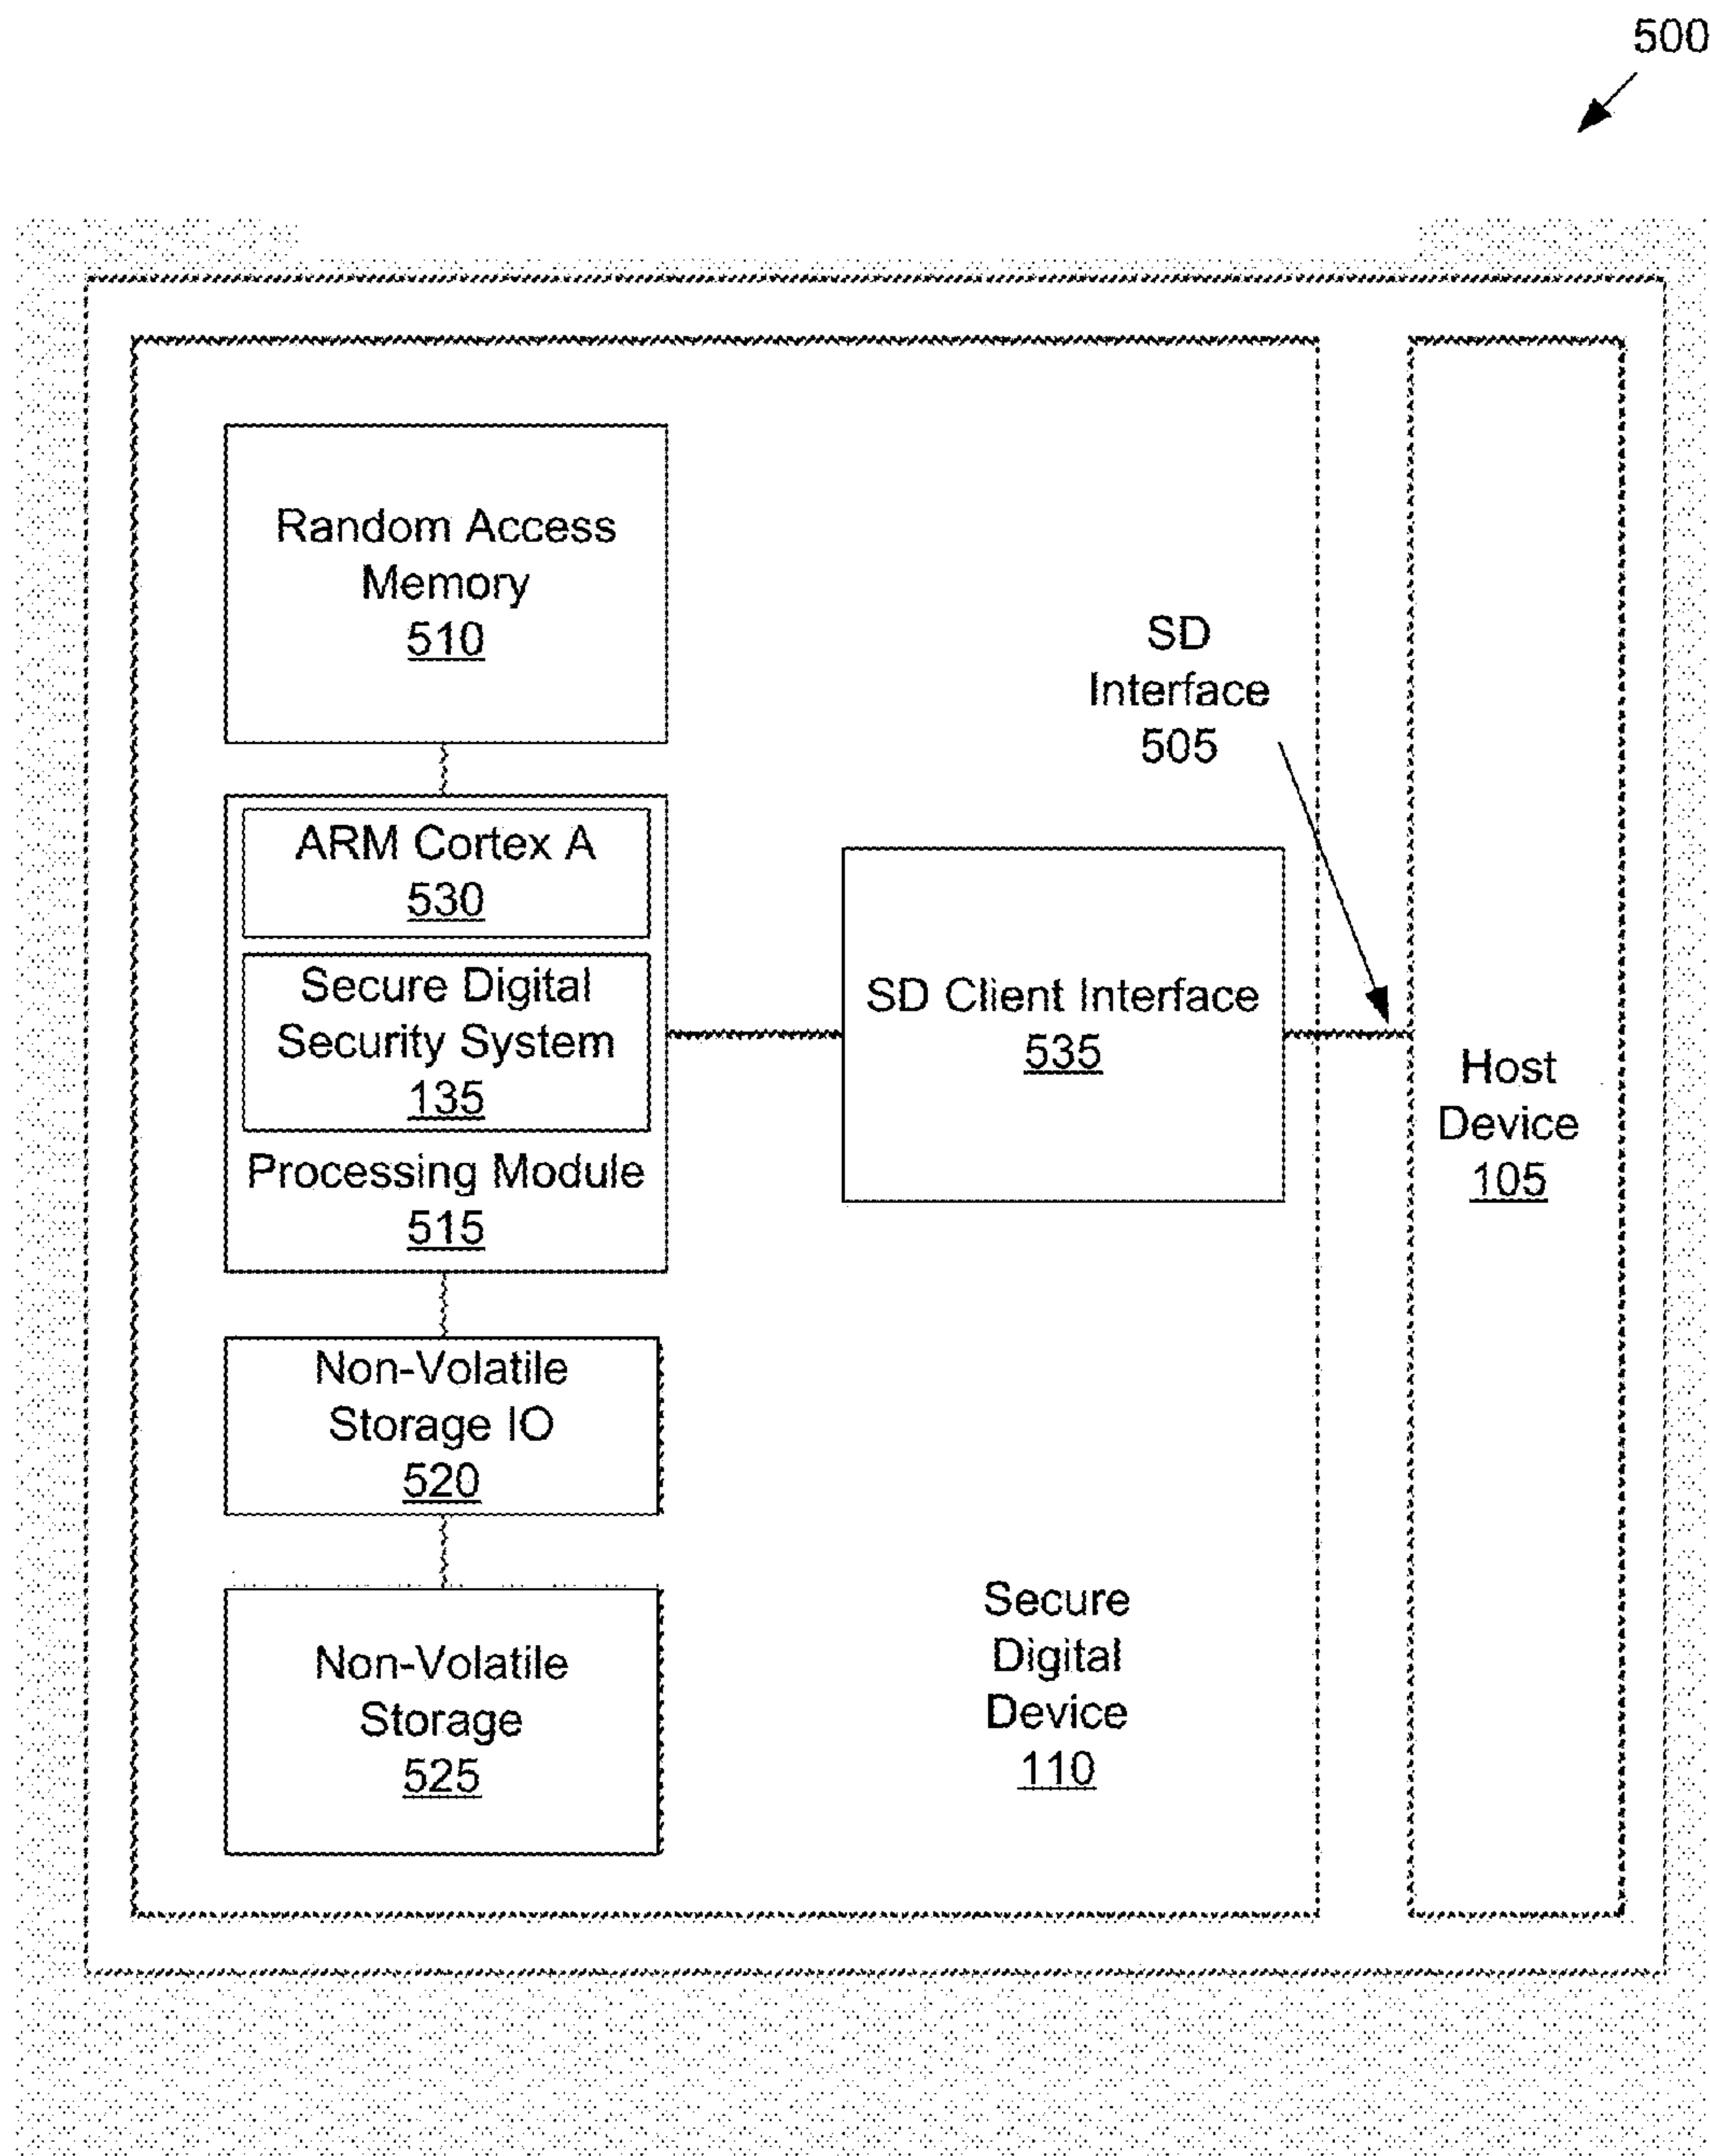 500
Random Access
Memory
510
SD
Interface
505
ARM Cortex A
530
Secure Digital
Security System
135
Processing Module
515
SD Client Interface
535
Host
Device
105
Non-Volatile
Storage IO
520
Non-Volatile
Storage
525
Secure
Digital
Device
110